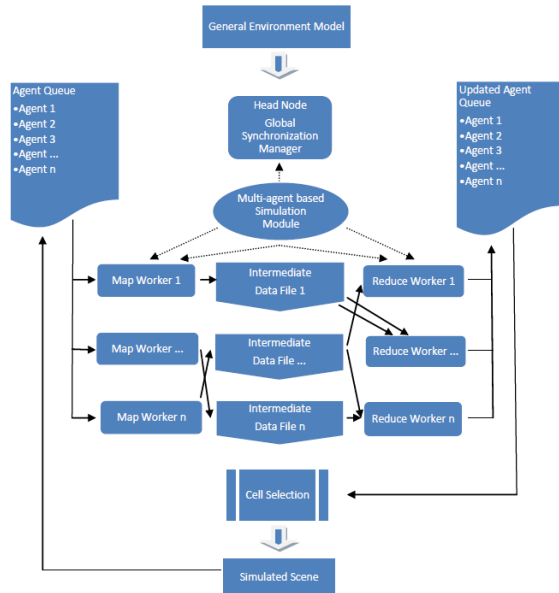 General Environment Model
Agent Queue
•Agent 1
•Agent 2
•Agent 3
•Agent ...
•Agent n
Updated Agent
Queue
•Agent 1
•Agent 2
•Agent 3
•Agent ...
•Agent n
Head Node
Global
Synchronization
Manager
Multi-agent based
Simulation
Module
Map Worker 1
Intermediate
Data File 1
Reduce Worker 1
Map Worker ...
Intermediate
Data File ...
Reduce Worker ...
Map Worker n
Intermediate
Data File n
Reduce Worker n
Cell Selection
Simulated Scene